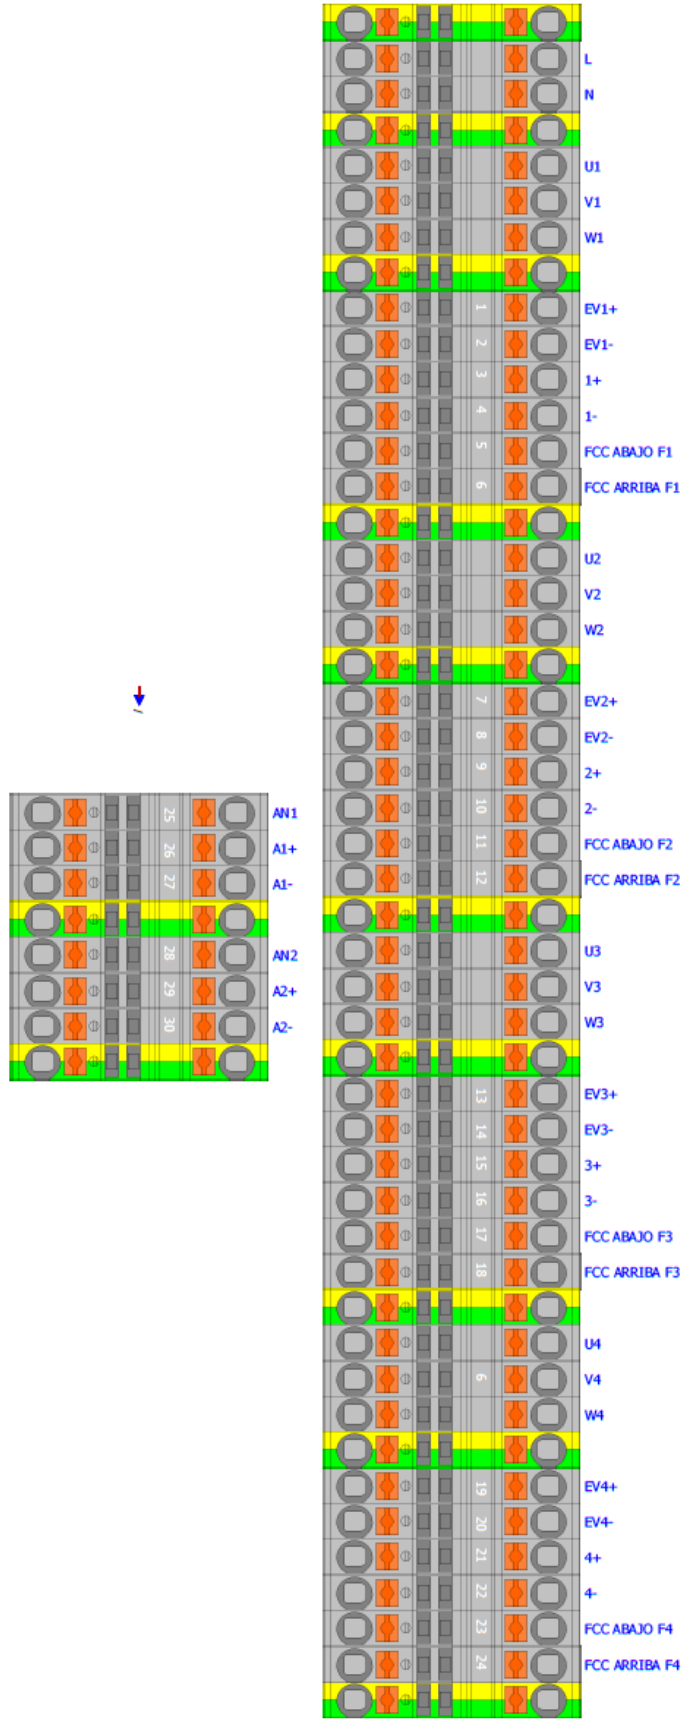 L
N
U1
V1
W1
1 EV1+
2 EV1-
3 1+
4 1-
5 FCC ABAJO F1
6 FCC ARRIBA F1
U2
V2
W2
7 EV2+
8 EV2-
9 2+
10 2-
11 FCC ABAJO F2
12 FCC ARRIBA F2
U3
V3
W3
13 EV3+
14 EV3-
15 3+
16 3-
17 FCC ABAJO F3
18 FCC ARRIBA F3
U4
6 V4
W4
19 EV4+
20 EV4-
21 4+
22 4-
23 FCC ABAJO F4
24 FCC ARRIBA F4
/
25 AN1
26 A1+
27 A1-
28 AN2
29 A2+
30 A2-